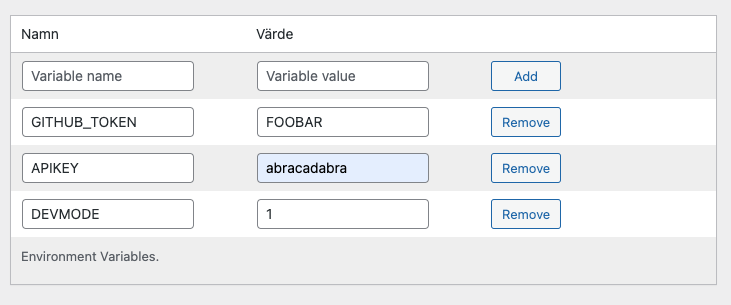 Namn Värde
Variable name Variable value Add
GITHUB_TOKEN FOOBAR Remove
APIKEY abracadabra Remove
DEVMODE 1 Remove
Environment Variables.